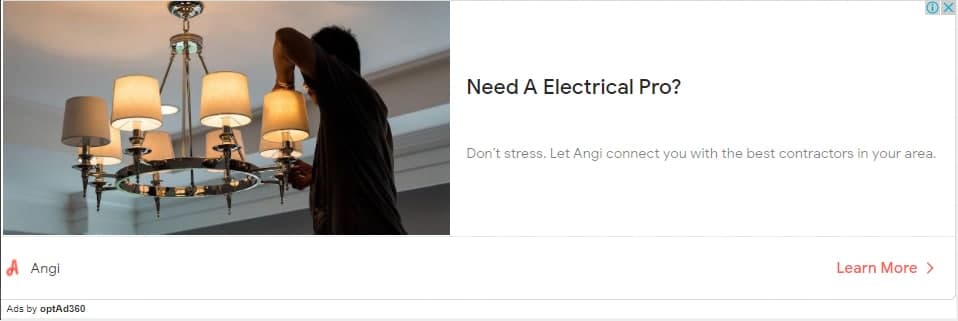 Need A Electrical Pro?
Don't stress. Let Angi connect you with the best contractors in your area.
Angi
Learn More
Ads by optAd360